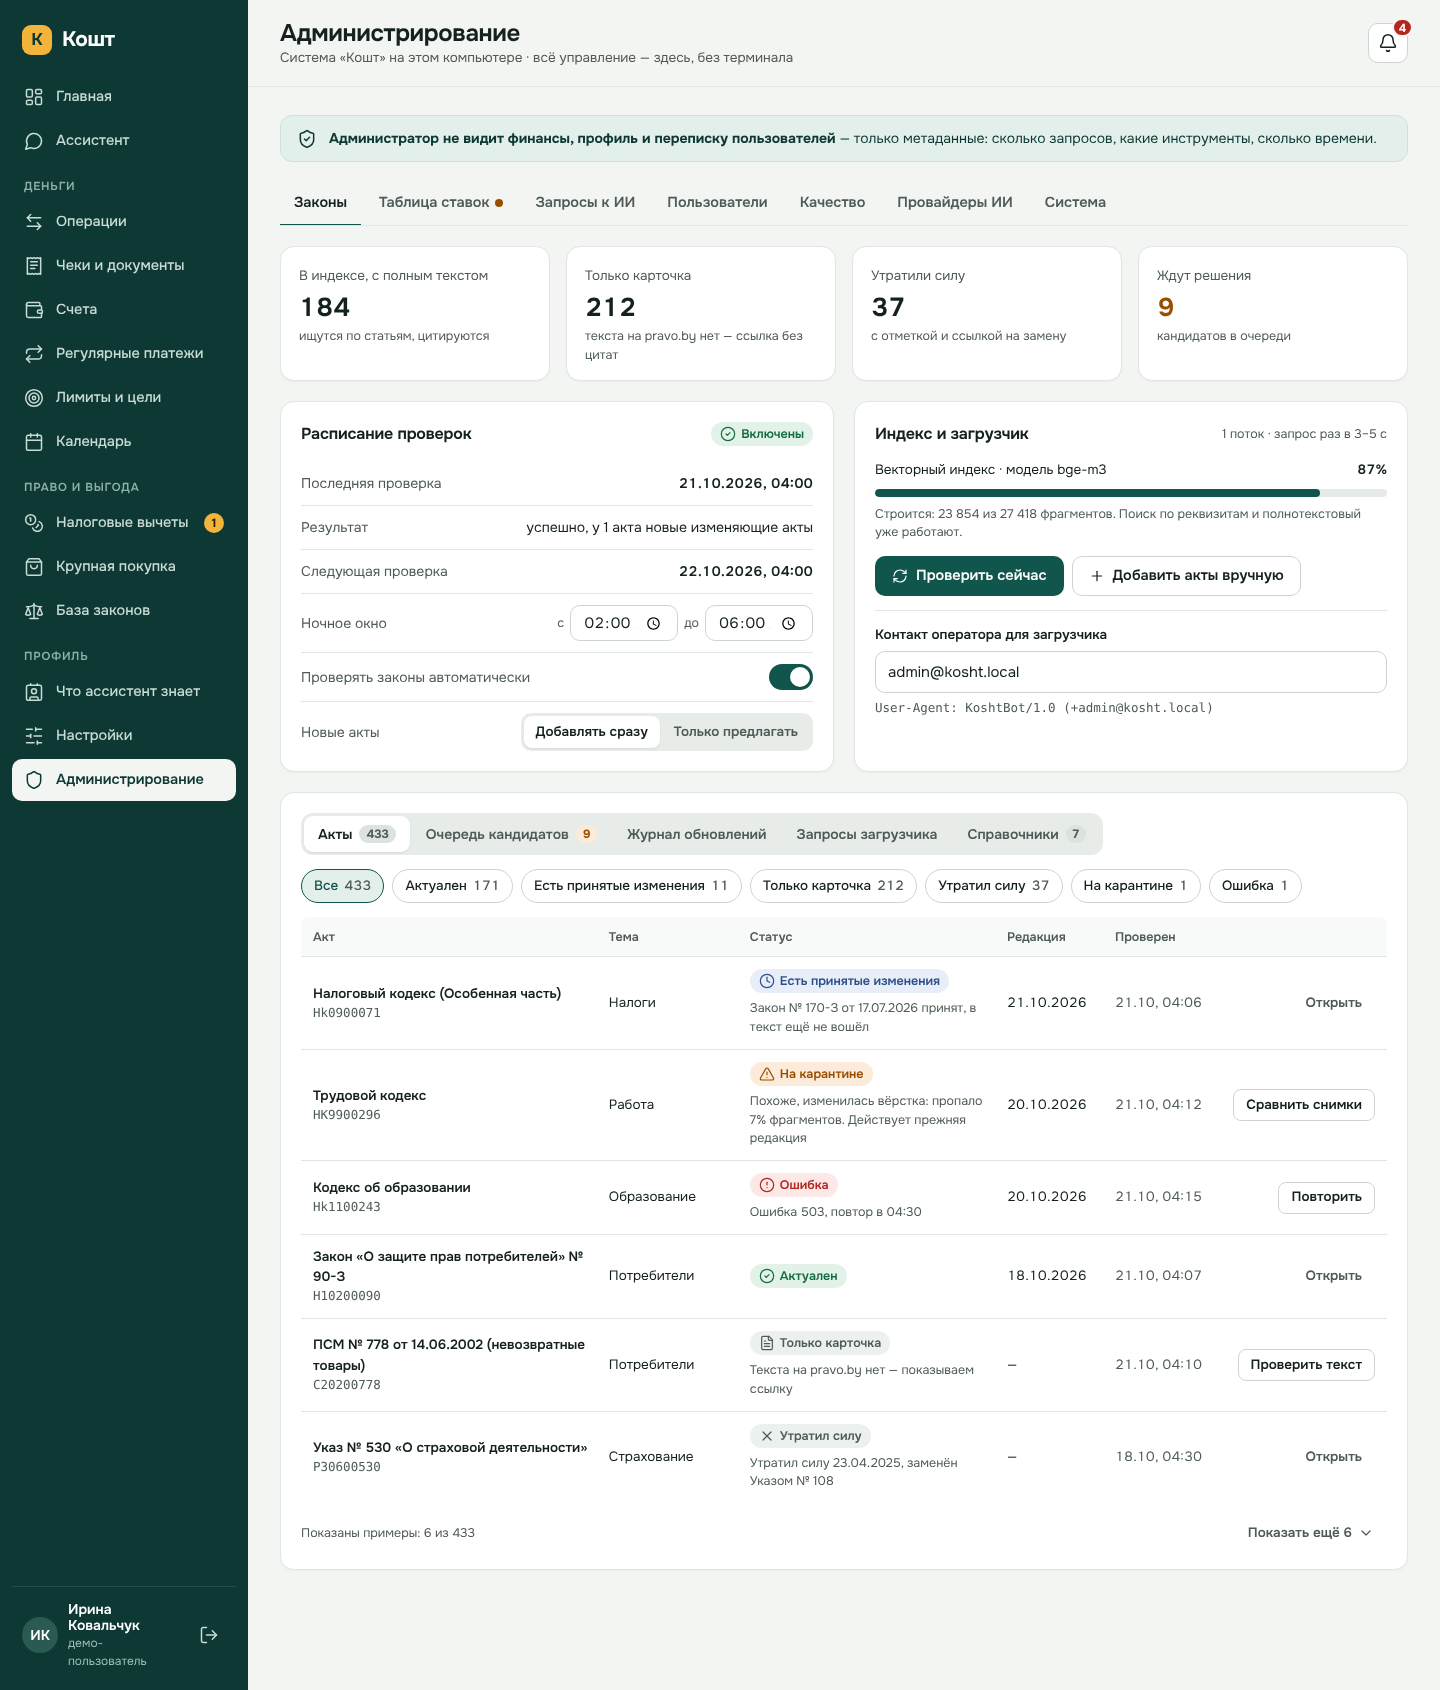 К Кошт
Главная
Ассистент
ДЕНЬГИ
Операции
Чеки и документы
Счета
Регулярные платежи
Лимиты и цели
Календарь
ПРАВО И ВЫГОДА
Налоговые вычеты 1
Крупная покупка
База законов
ПРОФИЛЬ
Что ассистент знает
Настройки
Администрирование
ИК
Ирина
Ковальчук
демо-
пользователь
Администрирование
Система «Кошт» на этом компьютере · всё управление — здесь, без терминала
4
Администратор не видит финансы, профиль и переписку пользователей — только метаданные: сколько запросов, какие инструменты, сколько времени.
Законы Таблица ставок Запросы к ИИ Пользователи Качество Провайдеры ИИ Система
В индексе, с полным текстом
184
ищутся по статьям, цитируются
Только карточка
212
текста на pravo.by нет — ссылка без
цитат
Утратили силу
37
с отметкой и ссылкой на замену
Ждут решения
9
кандидатов в очереди
Расписание проверок Включены
Последняя проверка 21.10.2026, 04:00
Результат успешно, у 1 акта новые изменяющие акты
Следующая проверка 22.10.2026, 04:00
Ночное окно с 02:00 до 06:00
Проверять законы автоматически
Новые акты Добавлять сразу Только предлагать
Индекс и загрузчик 1 поток · запрос раз в 3–5 с
Векторный индекс · модель bge-m3 87%
Строится: 23 854 из 27 418 фрагментов. Поиск по реквизитам и полнотекстовый
уже работают.
Проверить сейчас Добавить акты вручную
Контакт оператора для загрузчика
admin@kosht.local
User-Agent: KoshtBot/1.0 (+admin@kosht.local)
Акты 433 Очередь кандидатов 9 Журнал обновлений Запросы загрузчика Справочники 7
Все 433 Актуален 171 Есть принятые изменения 11 Только карточка 212 Утратил силу 37 На карантине 1 Ошибка 1
Акт Тема Статус Редакция Проверен
Налоговый кодекс (Особенная часть)
Hk0900071
Налоги
Есть принятые изменения
Закон № 170-З от 17.07.2026 принят, в
текст ещё не вошёл
21.10.2026 21.10, 04:06 Открыть
Трудовой кодекс
HK9900296
Работа
На карантине
Похоже, изменилась вёрстка: пропало
7% фрагментов. Действует прежняя
редакция
20.10.2026 21.10, 04:12 Сравнить снимки
Кодекс об образовании
Hk1100243
Образование
Ошибка
Ошибка 503, повтор в 04:30
20.10.2026 21.10, 04:15 Повторить
Закон «О защите прав потребителей» №
90-З
H10200090
Потребители
Актуален
18.10.2026 21.10, 04:07 Открыть
ПСМ № 778 от 14.06.2002 (невозвратные
товары)
C20200778
Потребители
Только карточка
Текста на pravo.by нет — показываем
ссылку
— 21.10, 04:10 Проверить текст
Указ № 530 «О страховой деятельности»
P30600530
Страхование
Утратил силу
Утратил силу 23.04.2025, заменён
Указом № 108
— 18.10, 04:30 Открыть
Показаны примеры: 6 из 433 Показать ещё 6